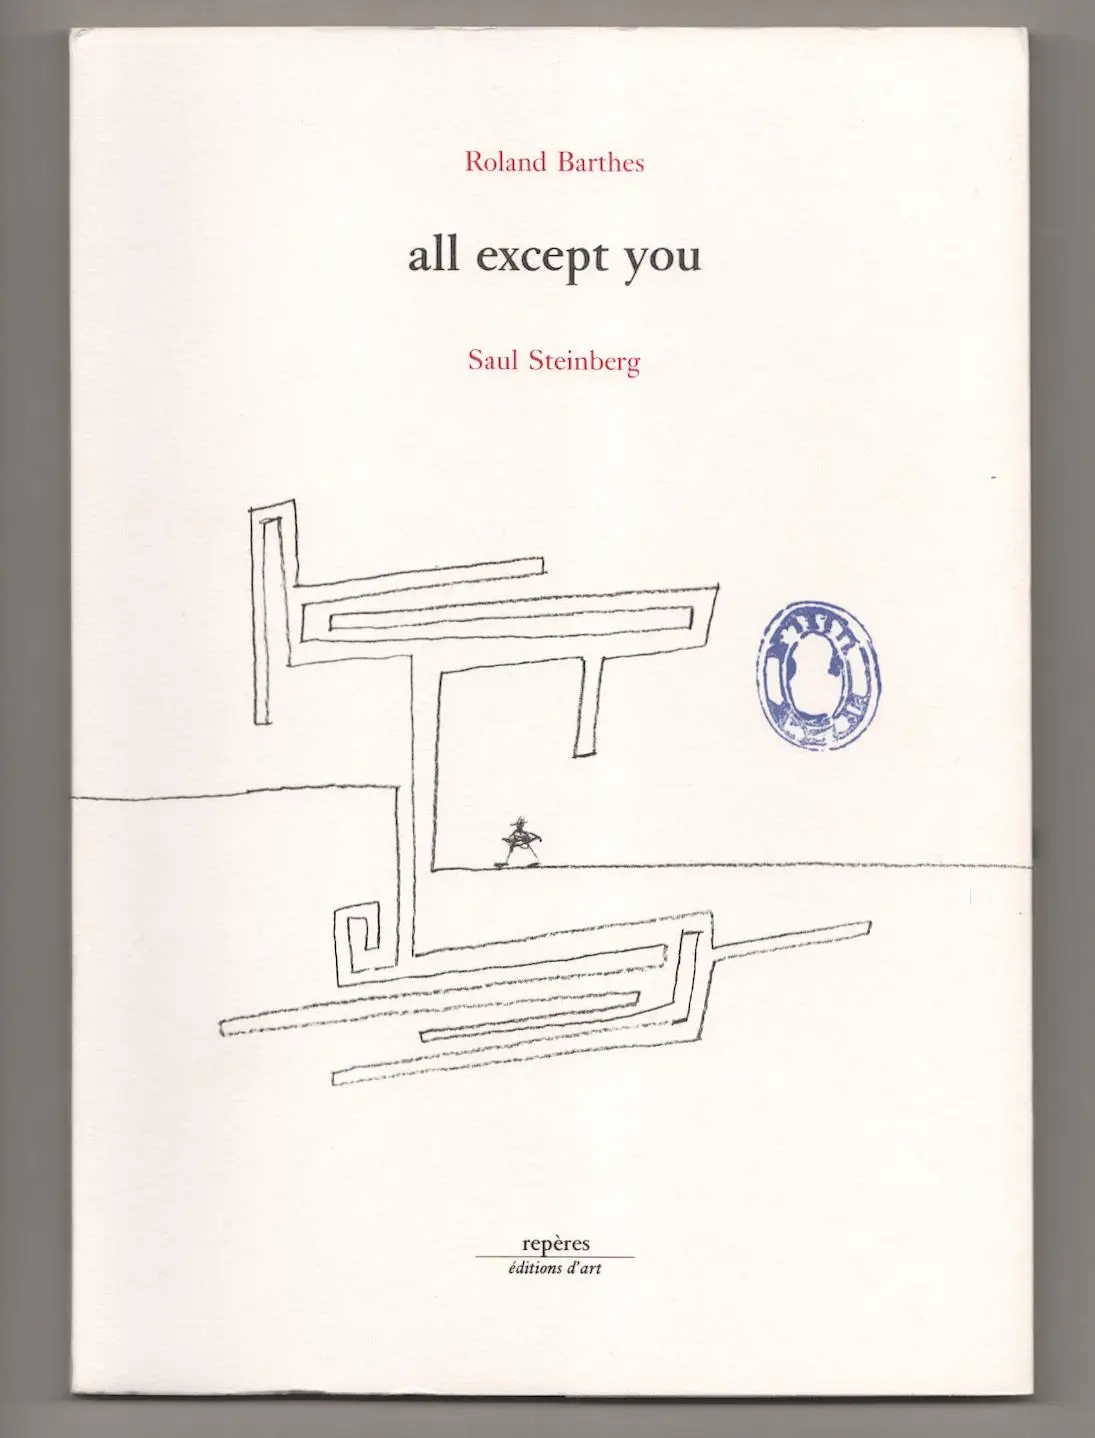 Roland Barthes
all except you
Saul Steinberg
repères
éditions d'art